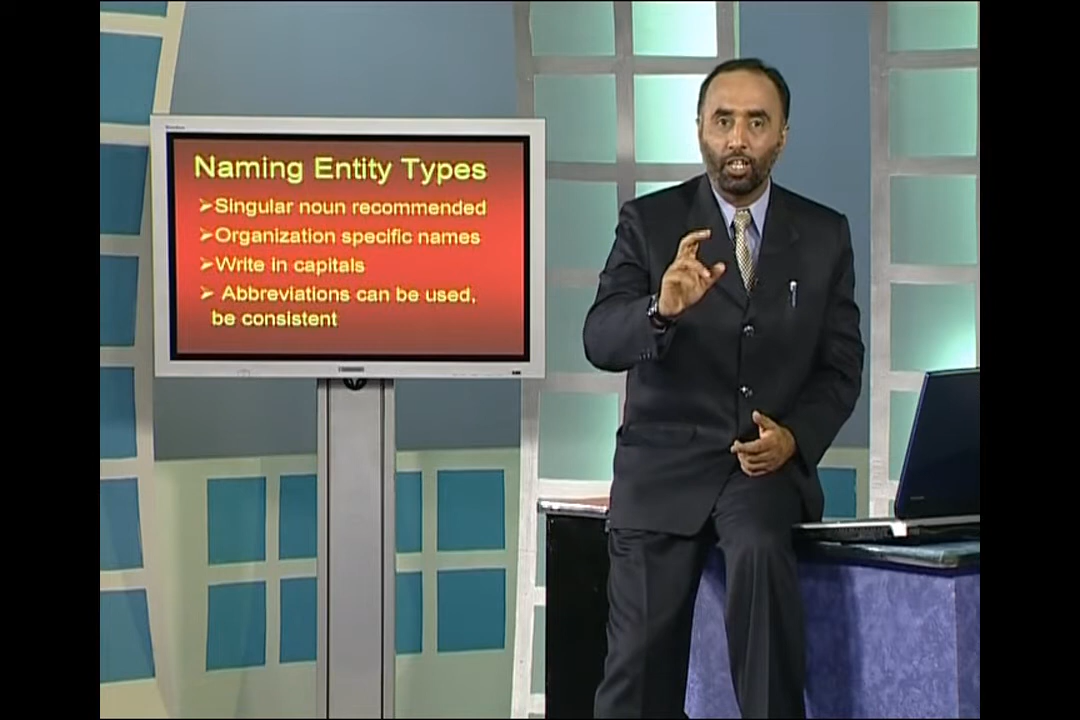 Naming Entity Types
➢Singular noun recommended
➢Organization specific names
➢Write in capitals
➢ Abbreviations can be used,
be consistent